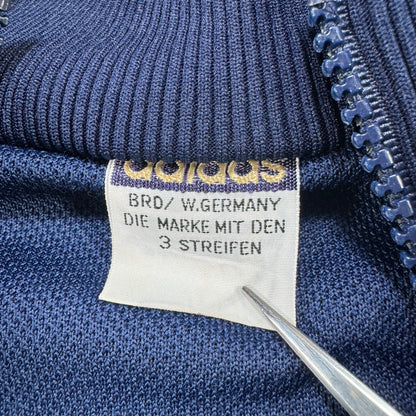 adidas
BRD/ W.GERMANY
DIE MARKE MIT DEN
3 STREIFEN